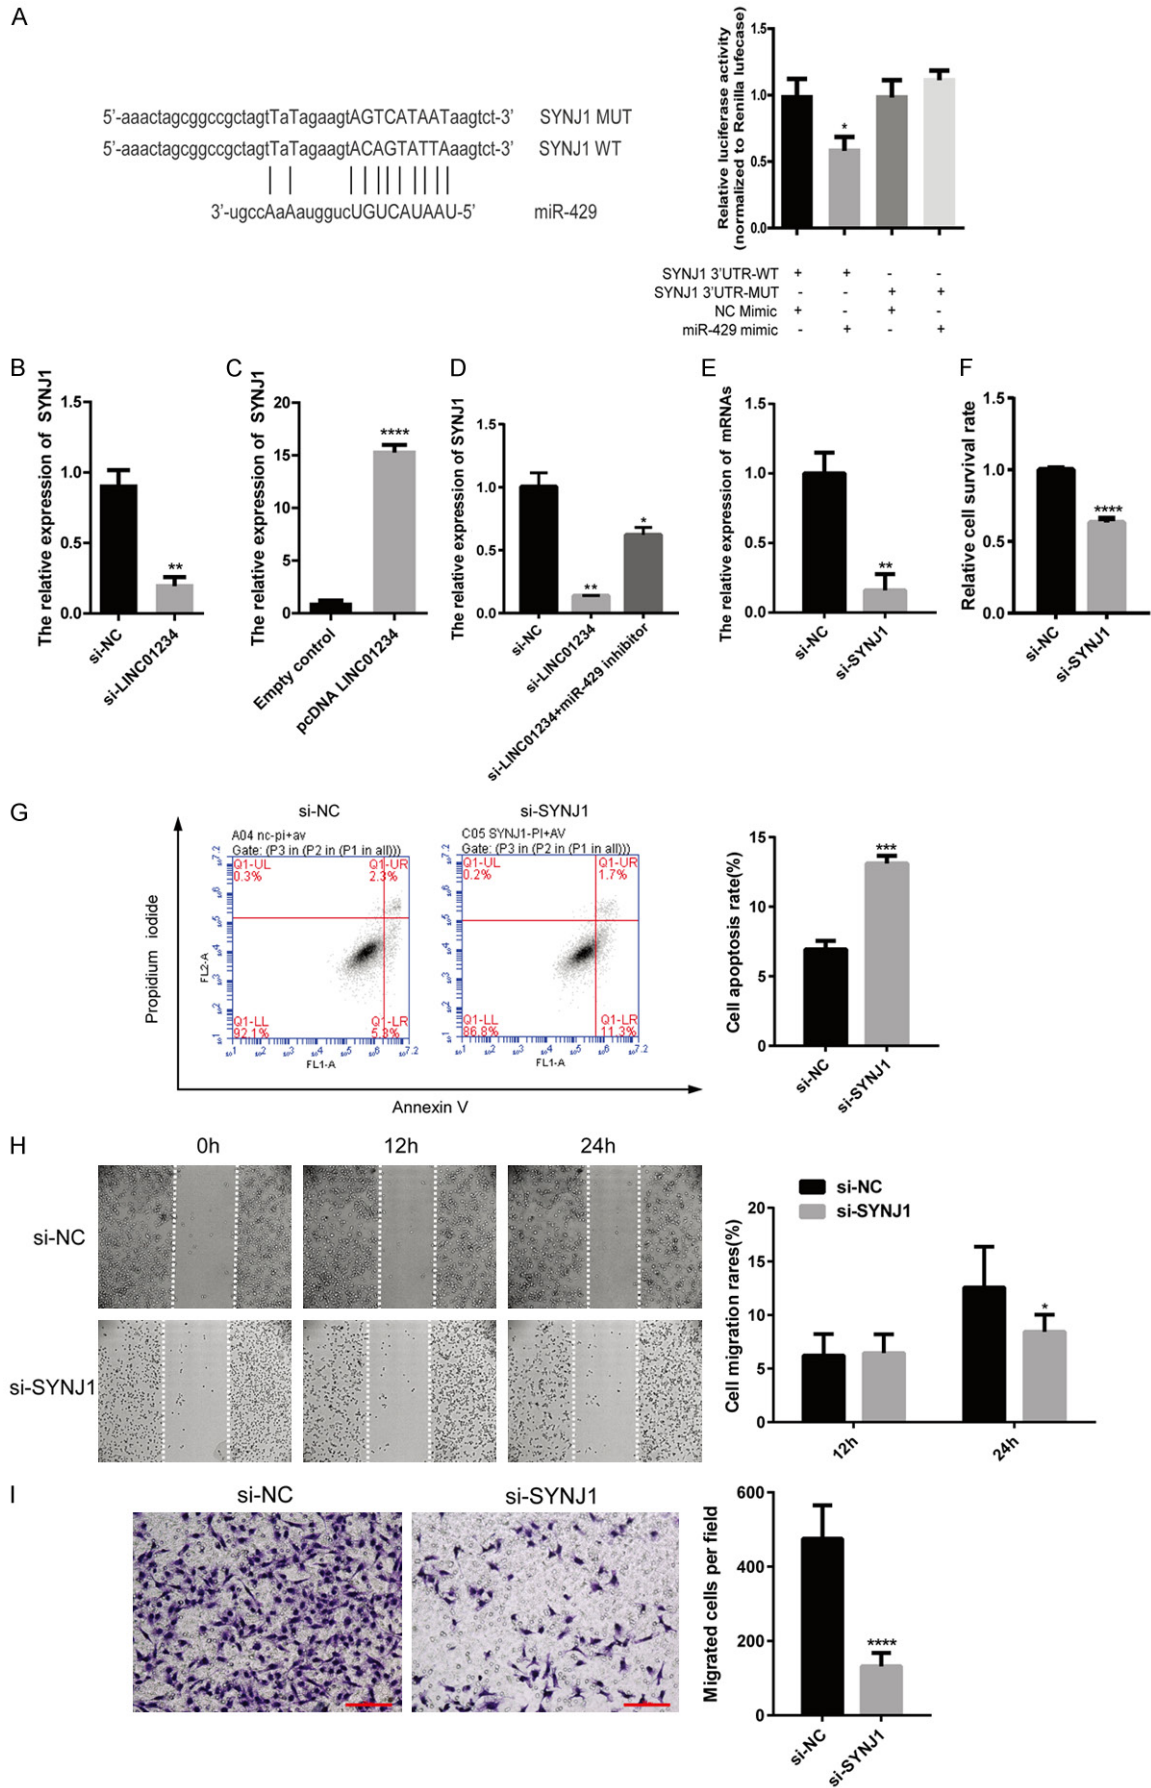 A
5'-aaactagcggccgctagtTaTagaagtAGTCATAATaagtct-3' SYNJ1 MUT
5'-aaactagcggccgctagtTaTagaagtACAGTATTAaagtct-3' SYNJ1 WT
3'-ugccAaAauggucUGUCAUAAU-5' miR-429
Relative luciferase activity
(normalized to Renilla lufecase)
1.5
1.0
0.5
0.0
*
SYNJ1 3'UTR-WT + + - -
SYNJ1 3'UTR-MUT - - + +
NC Mimic + - + -
miR-429 mimic - + - +
B
The relative expression of SYNJ1
1.5
1.0
0.5
0.0
**
si-NC
si-LINC01234
C
The relative expression of SYNJ1
20
15
10
5
0
****
Empty control
pcDNA LINC01234
D
The relative expression of SYNJ1
1.5
1.0
0.5
0.0
**
*
si-NC
si-LINC01234
si-LINC01234+miR-429 inhibitor
E
The relative expression of mRNAs
1.5
1.0
0.5
0.0
**
si-NC
si-SYNJ1
F
Relative cell survival rate
1.5
1.0
0.5
0.0
****
si-NC
si-SYNJ1
G
si-NC
si-SYNJ1
Propidium iodide
Annexin V
A04 nc-pi+av
Gate: (P3 in (P2 in (P1 in all)))
Q1-UL
0.3%
Q1-UR
2.3%
Q1-LL
92.1%
Q1-LR
5.3%
FL2-A
FL1-A
C05 SYNJ1-PI+AV
Gate: (P3 in (P2 in (P1 in all)))
Q1-UL
0.2%
Q1-UR
1.7%
Q1-LL
86.8%
Q1-LR
11.3%
FL1-A
Cell apoptosis rate(%)
15
10
5
0
***
si-NC
si-SYNJ1
H
0h 12h 24h
si-NC
si-SYNJ1
si-NC
si-SYNJ1
Cell migration rares(%)
20
15
10
5
0
*
12h
24h
I
si-NC
si-SYNJ1
Migrated cells per field
600
400
200
0
****
si-NC
si-SYNJ1